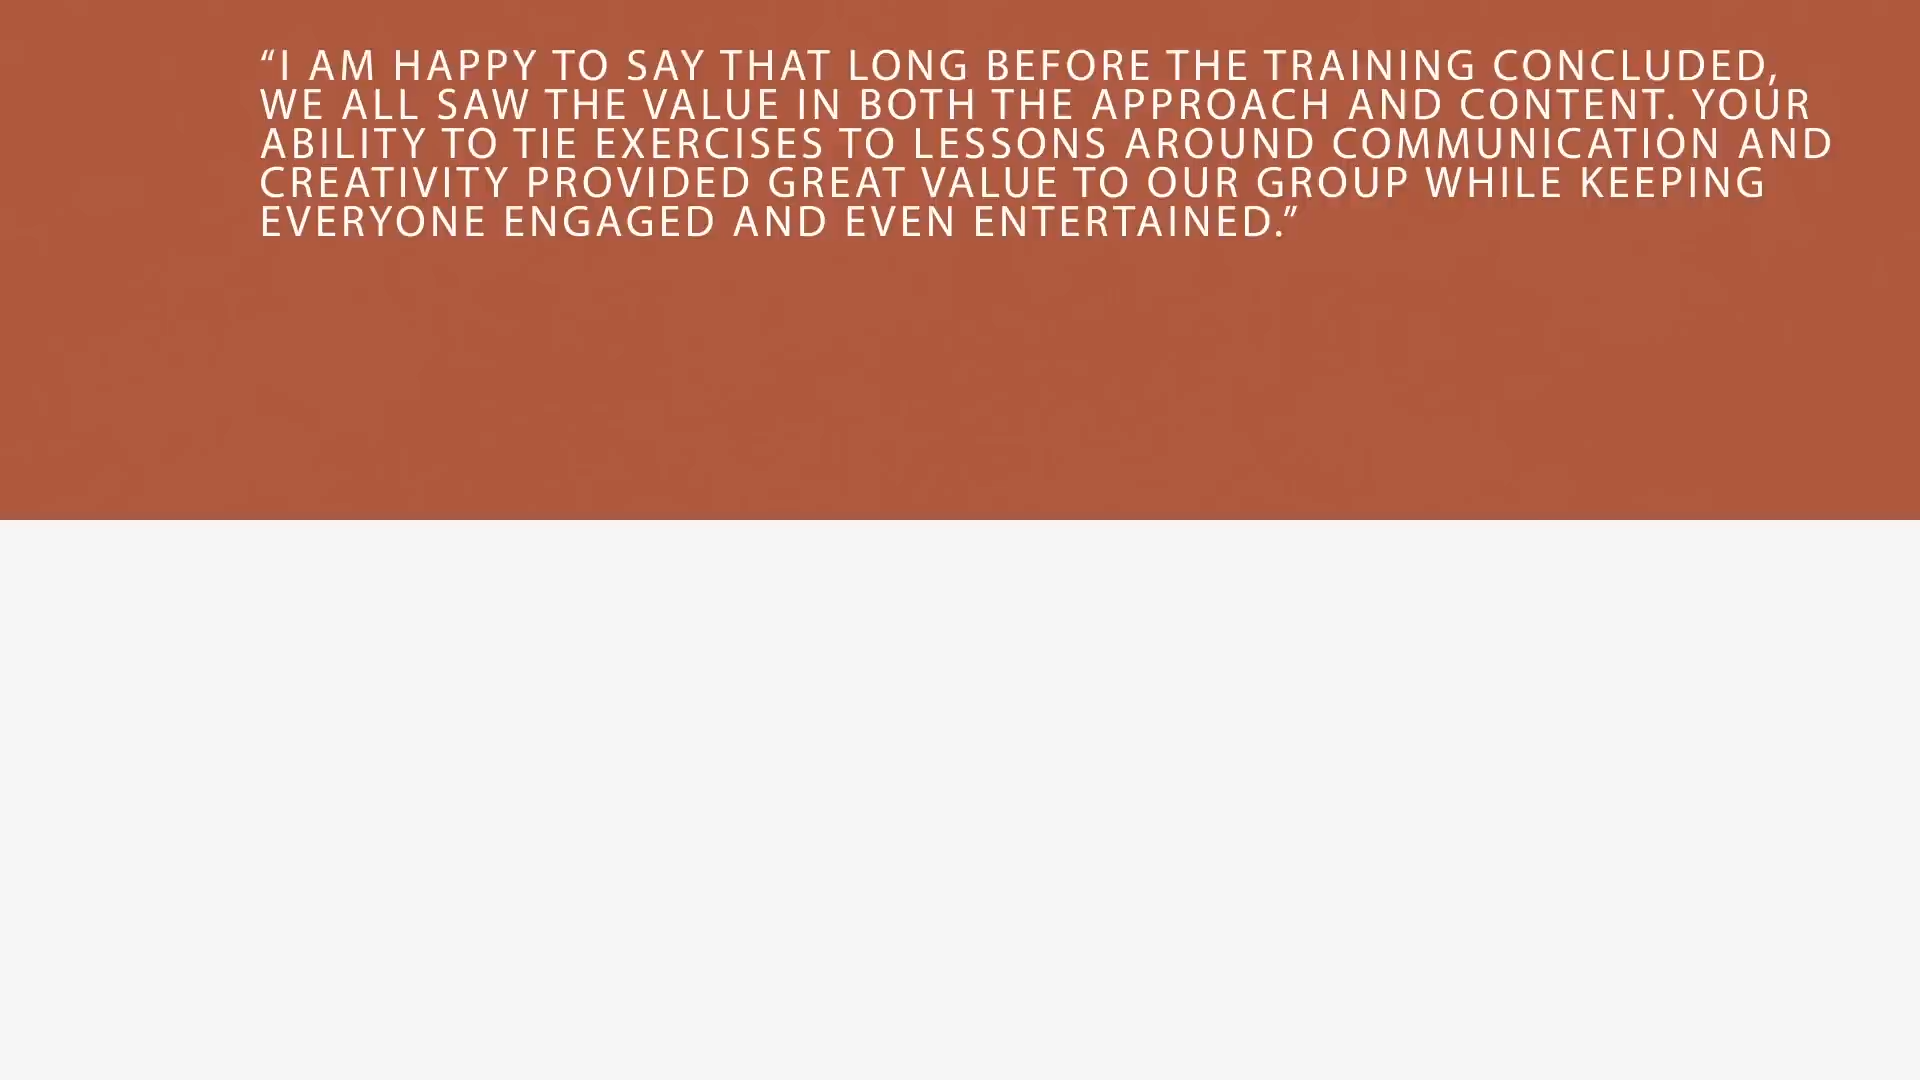 “I AM HAPPY TO SAY THAT LONG BEFORE THE TRAINING CONCLUDED,
WE ALL SAW THE VALUE IN BOTH THE APPROACH AND CONTENT. YOUR
ABILITY TO TIE EXERCISES TO LESSONS AROUND COMMUNICATION AND
CREATIVITY PROVIDED GREAT VALUE TO OUR GROUP WHILE KEEPING
EVERYONE ENGAGED AND EVEN ENTERTAINED.”